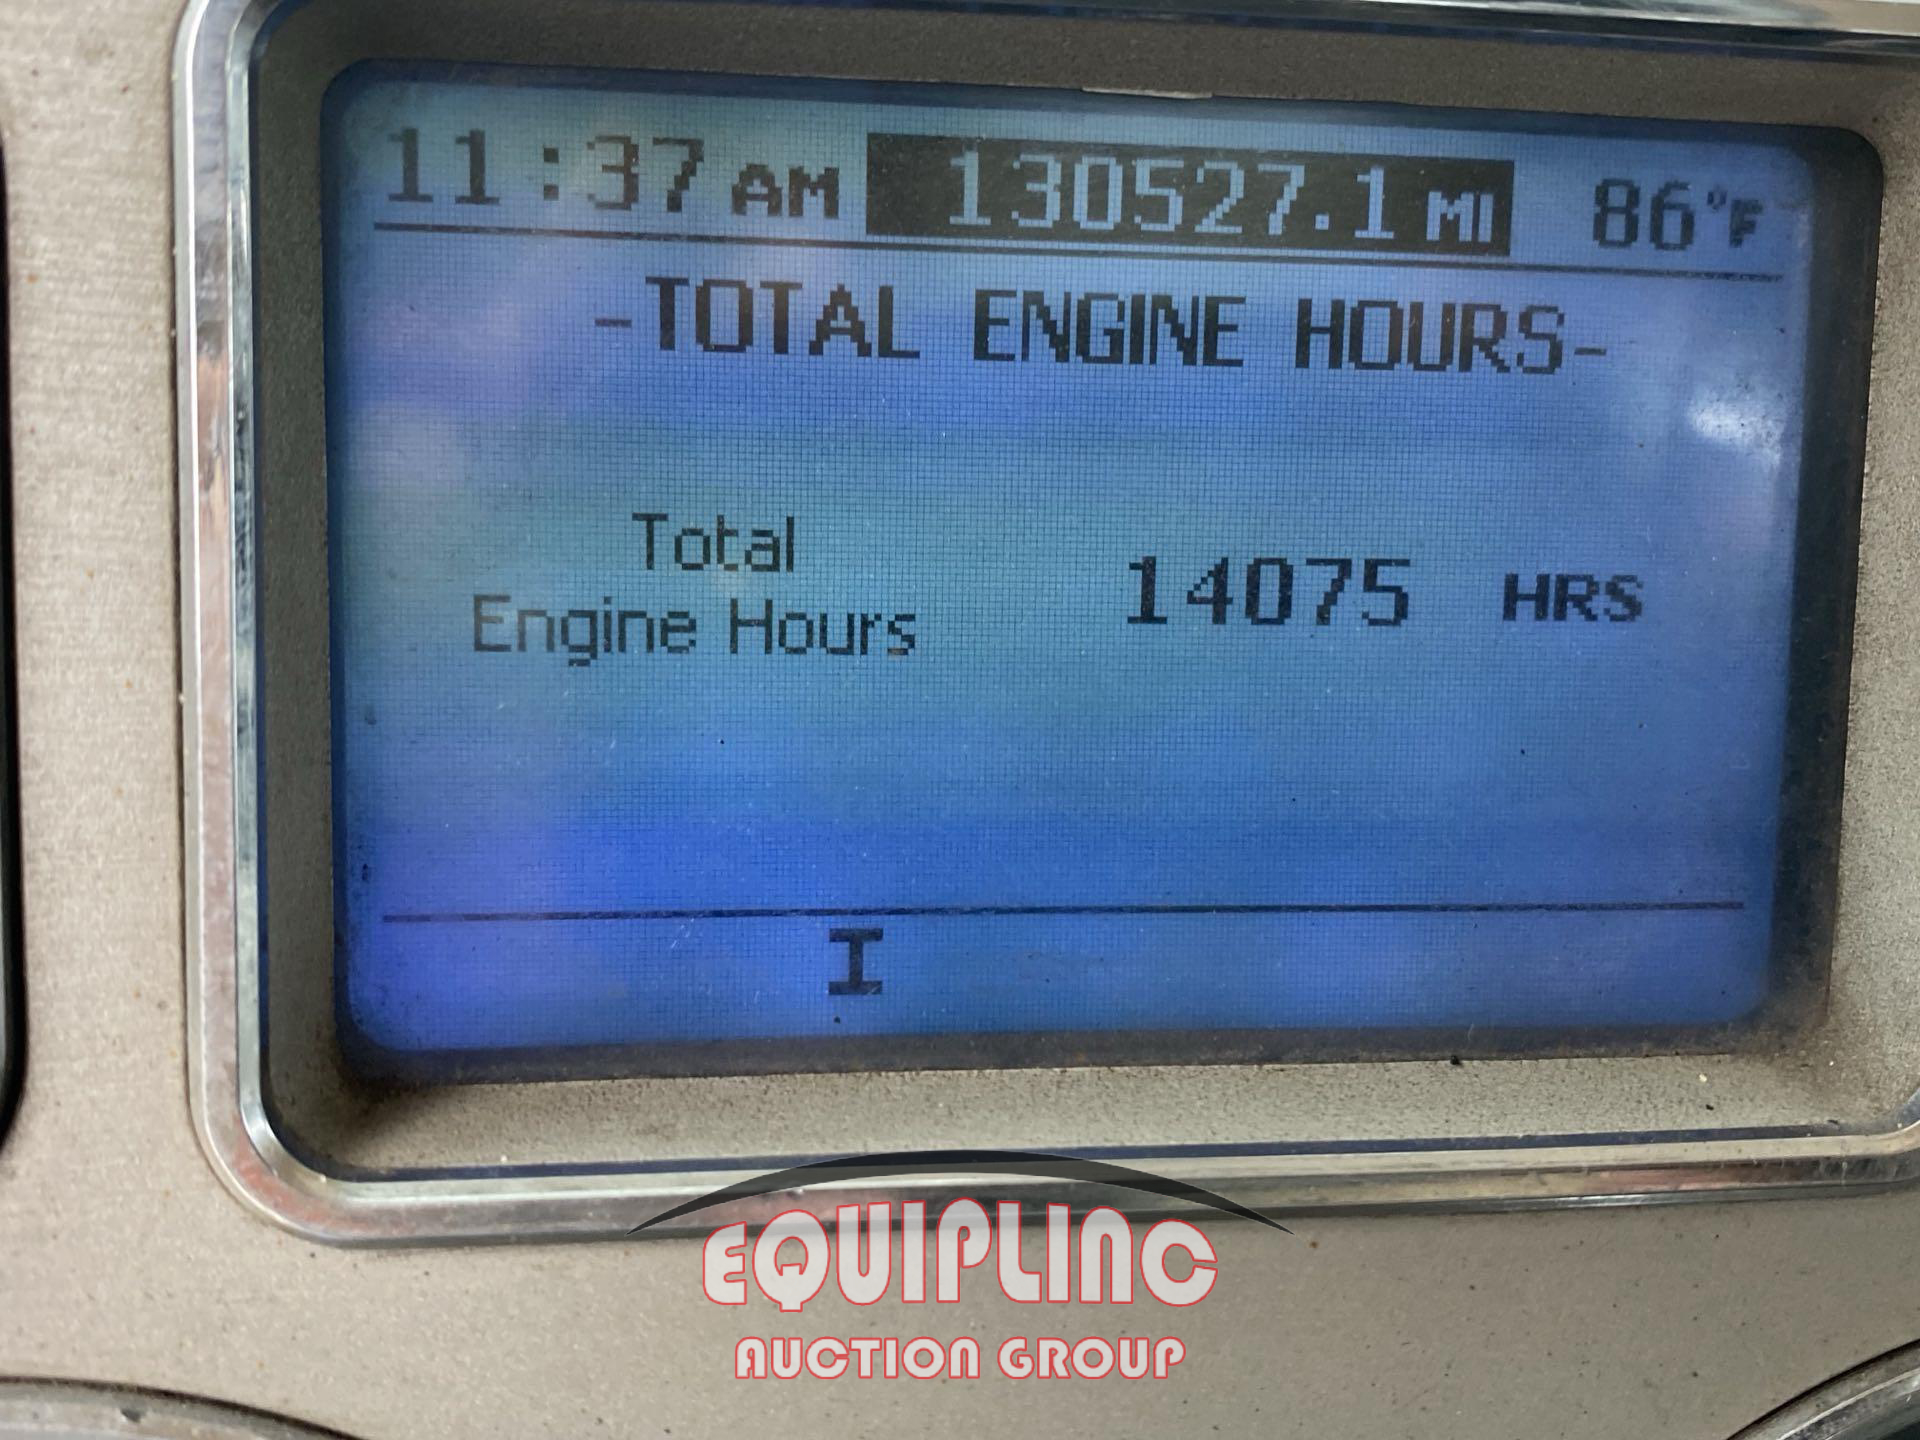 11:37 AM 130527.1 MI 86°F
-TOTAL ENGINE HOURS-
Total
Engine Hours 14075 HRS
I
EQUIPLINC
AUCTION GROUP